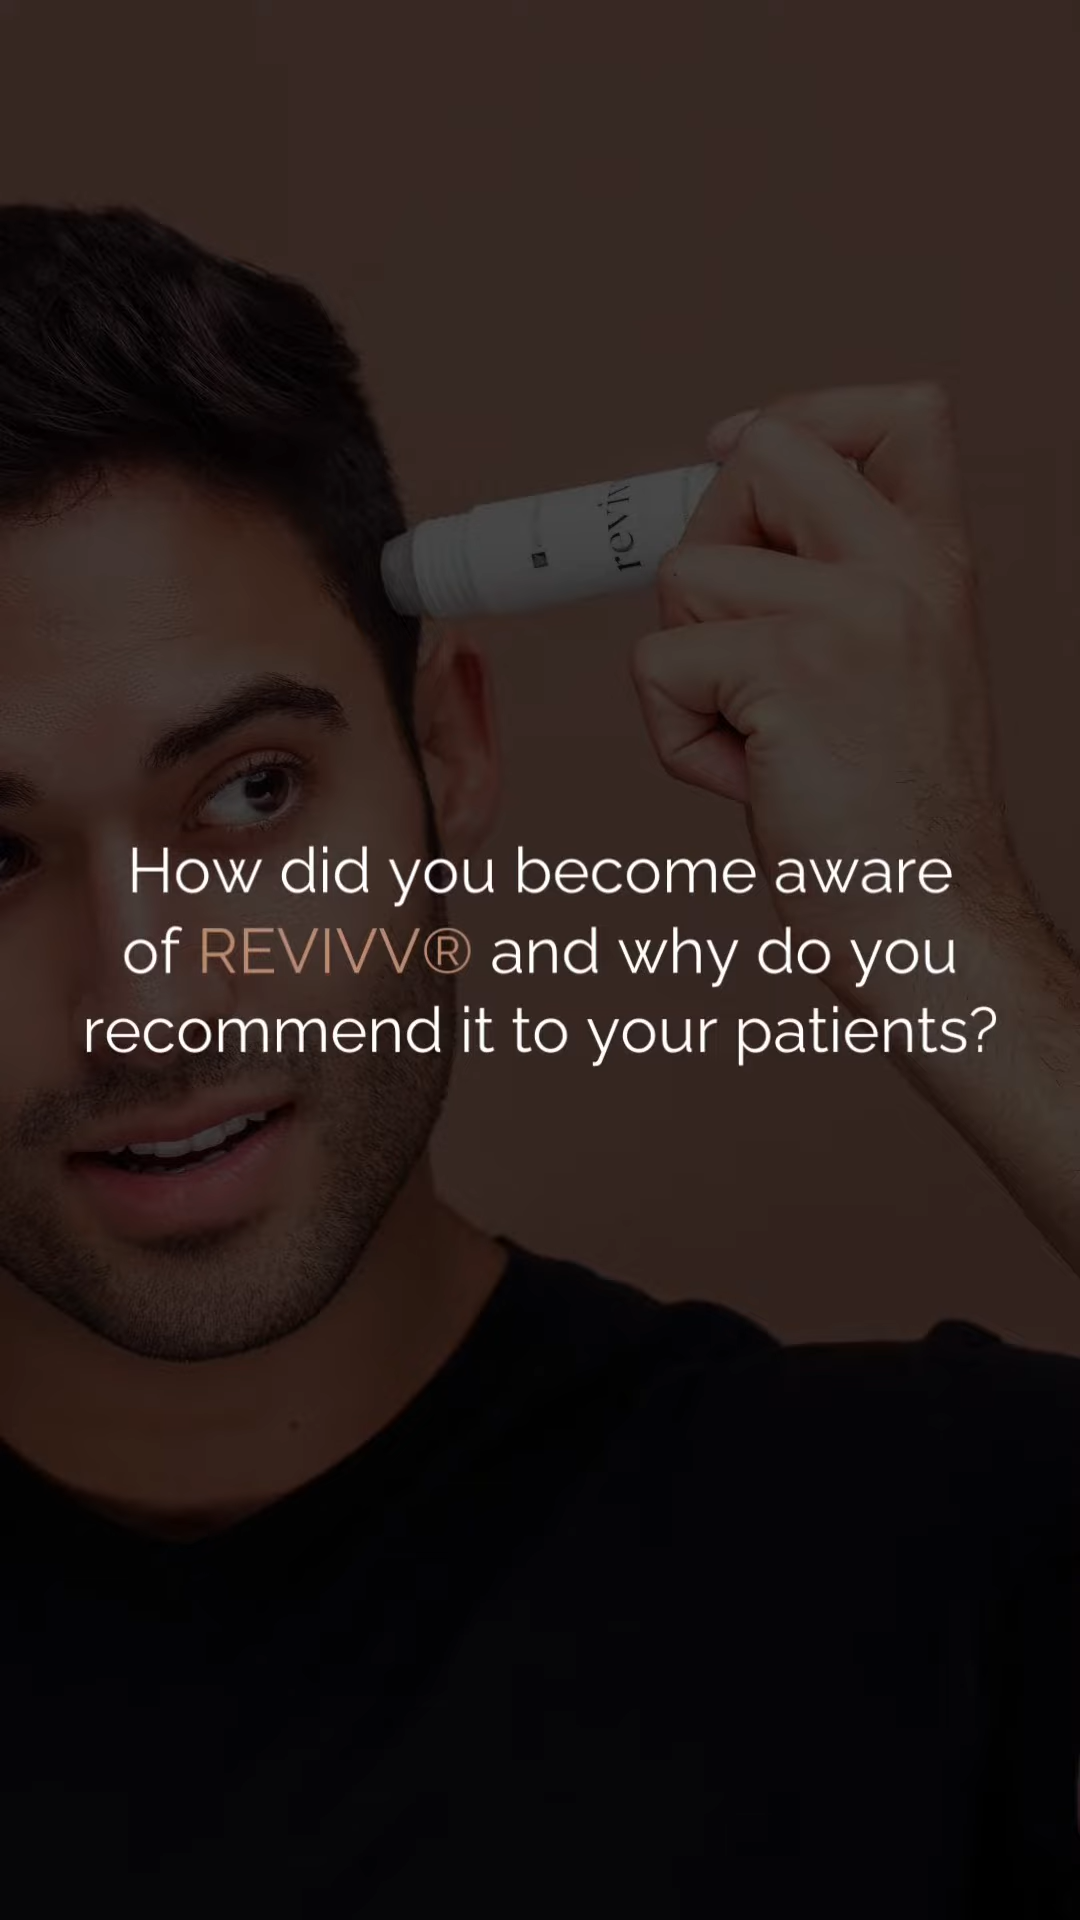 reviv
How did you become aware
of REVIVV® and why do you
recommend it to your patients?